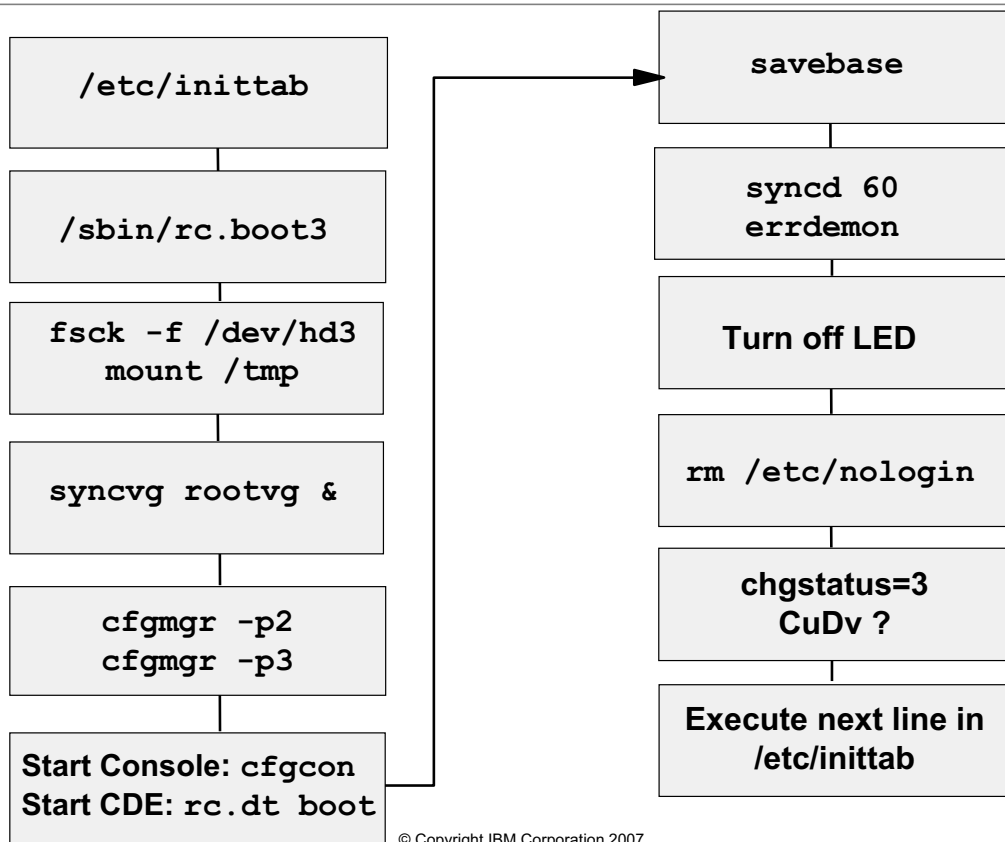 /etc/inittab
/sbin/rc.boot3
fsck -f /dev/hd3
mount /tmp
syncvg rootvg &
cfgmgr -p2
cfgmgr -p3
Start Console: cfgcon
Start CDE: rc.dt boot
savebase
syncd 60
errdemon
Turn off LED
rm /etc/nologin
chgstatus=3
CuDv ?
Execute next line in
/etc/inittab
© Copyright IBM Corporation 2007